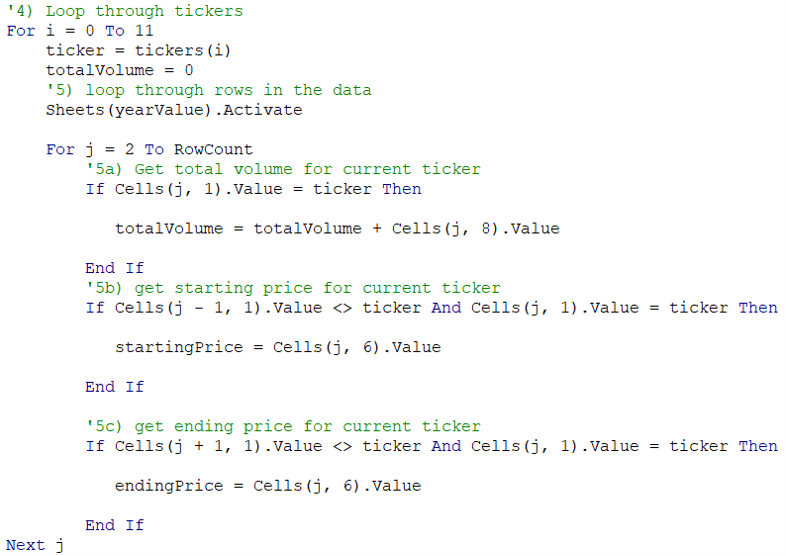 '4) Loop through tickers
For i = 0 To 11
    ticker = tickers(i)
    totalVolume = 0
    '5) loop through rows in the data
    Sheets(yearValue).Activate
    For j = 2 To RowCount
        '5a) Get total volume for current ticker
        If Cells(j, 1).Value = ticker Then
           totalVolume = totalVolume + Cells(j, 8).Value
        End If
        '5b) get starting price for current ticker
        If Cells(j - 1, 1).Value <> ticker And Cells(j, 1).Value = ticker Then
           startingPrice = Cells(j, 6).Value
        End If
        '5c) get ending price for current ticker
        If Cells(j + 1, 1).Value <> ticker And Cells(j, 1).Value = ticker Then
           endingPrice = Cells(j, 6).Value
        End If
Next j